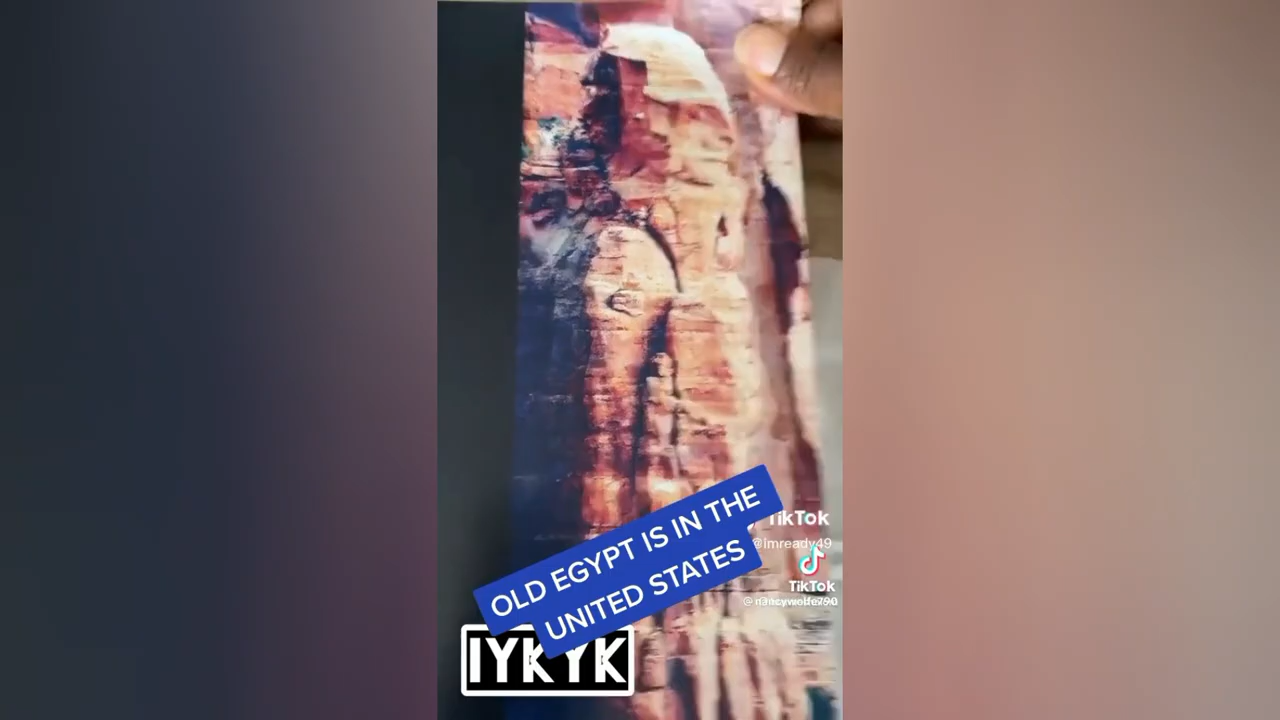 OLD EGYPT IS IN THE
UNITED STATES
IYKYK
TikTok
@lmready49
TikTok